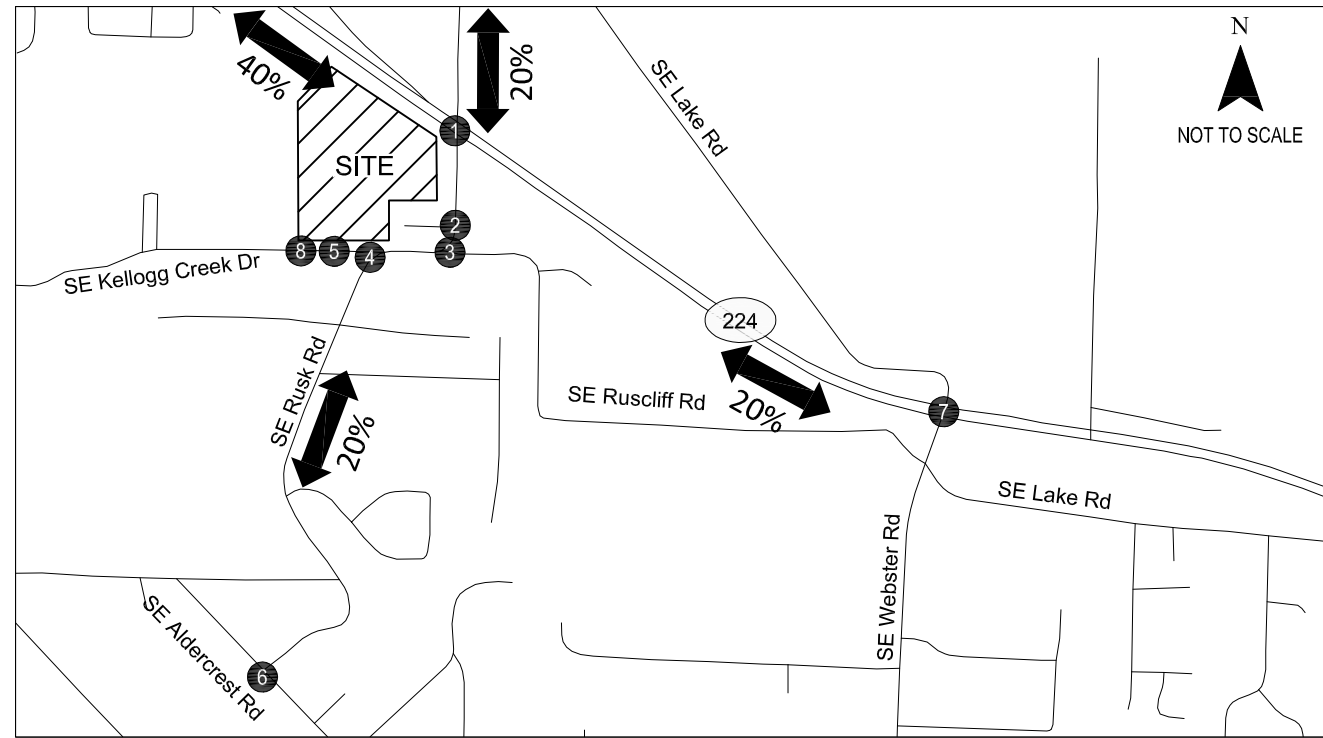 N
NOT TO SCALE
40%
20%
SE Lake Rd
1
SITE
2
8
5
4
3
SE Kellogg Creek Dr
224
SE Rusk Rd
20%
SE Ruscliff Rd
20%
7
SE Lake Rd
SE Webster Rd
SE Aldercrest Rd
6